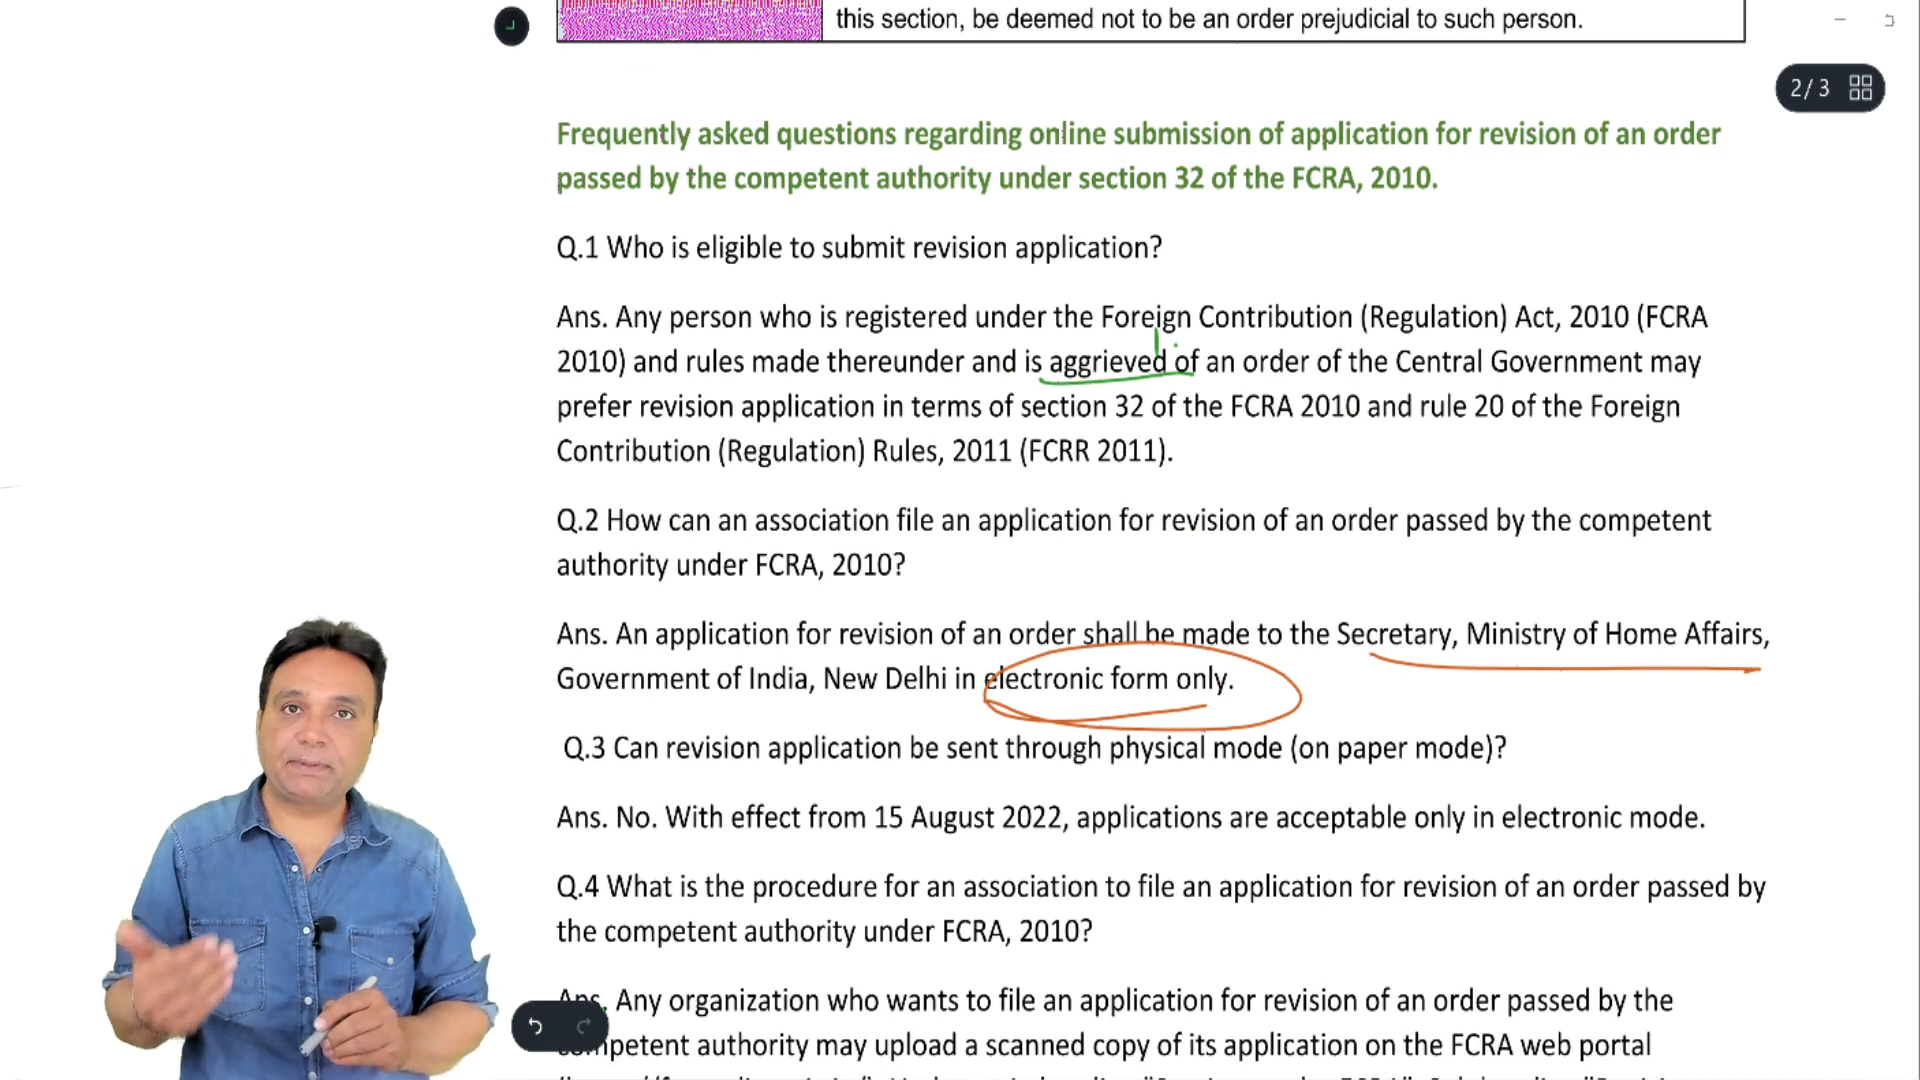 this section, be deemed not to be an order prejudicial to such person.
2/3
Frequently asked questions regarding online submission of application for revision of an order
passed by the competent authority under section 32 of the FCRA, 2010.
Q.1 Who is eligible to submit revision application?
Ans. Any person who is registered under the Foreign Contribution (Regulation) Act, 2010 (FCRA
2010) and rules made thereunder and is aggrieved of an order of the Central Government may
prefer revision application in terms of section 32 of the FCRA 2010 and rule 20 of the Foreign
Contribution (Regulation) Rules, 2011 (FCRR 2011).
Q.2 How can an association file an application for revision of an order passed by the competent
authority under FCRA, 2010?
Ans. An application for revision of an order shall be made to the Secretary, Ministry of Home Affairs,
Government of India, New Delhi in electronic form only.
Q.3 Can revision application be sent through physical mode (on paper mode)?
Ans. No. With effect from 15 August 2022, applications are acceptable only in electronic mode.
Q.4 What is the procedure for an association to file an application for revision of an order passed by
the competent authority under FCRA, 2010?
Ans. Any organization who wants to file an application for revision of an order passed by the
competent authority may upload a scanned copy of its application on the FCRA web portal